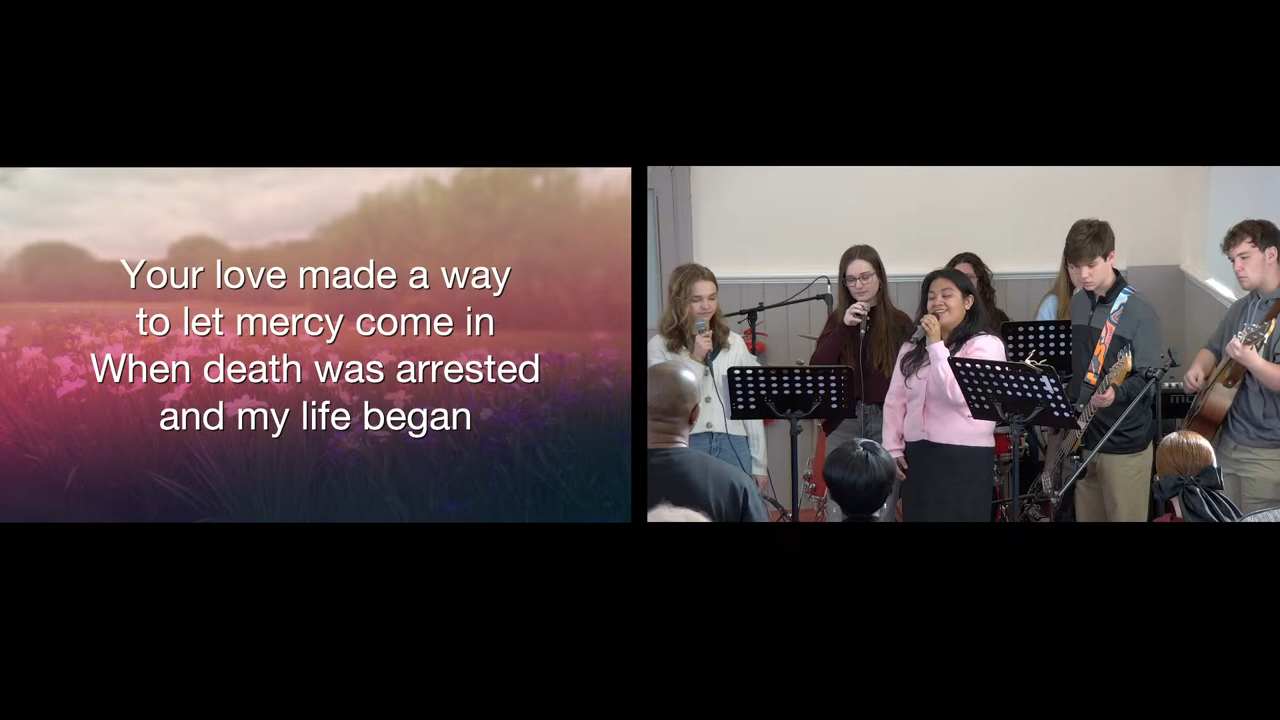 Your love made a way
to let mercy come in
When death was arrested
and my life began